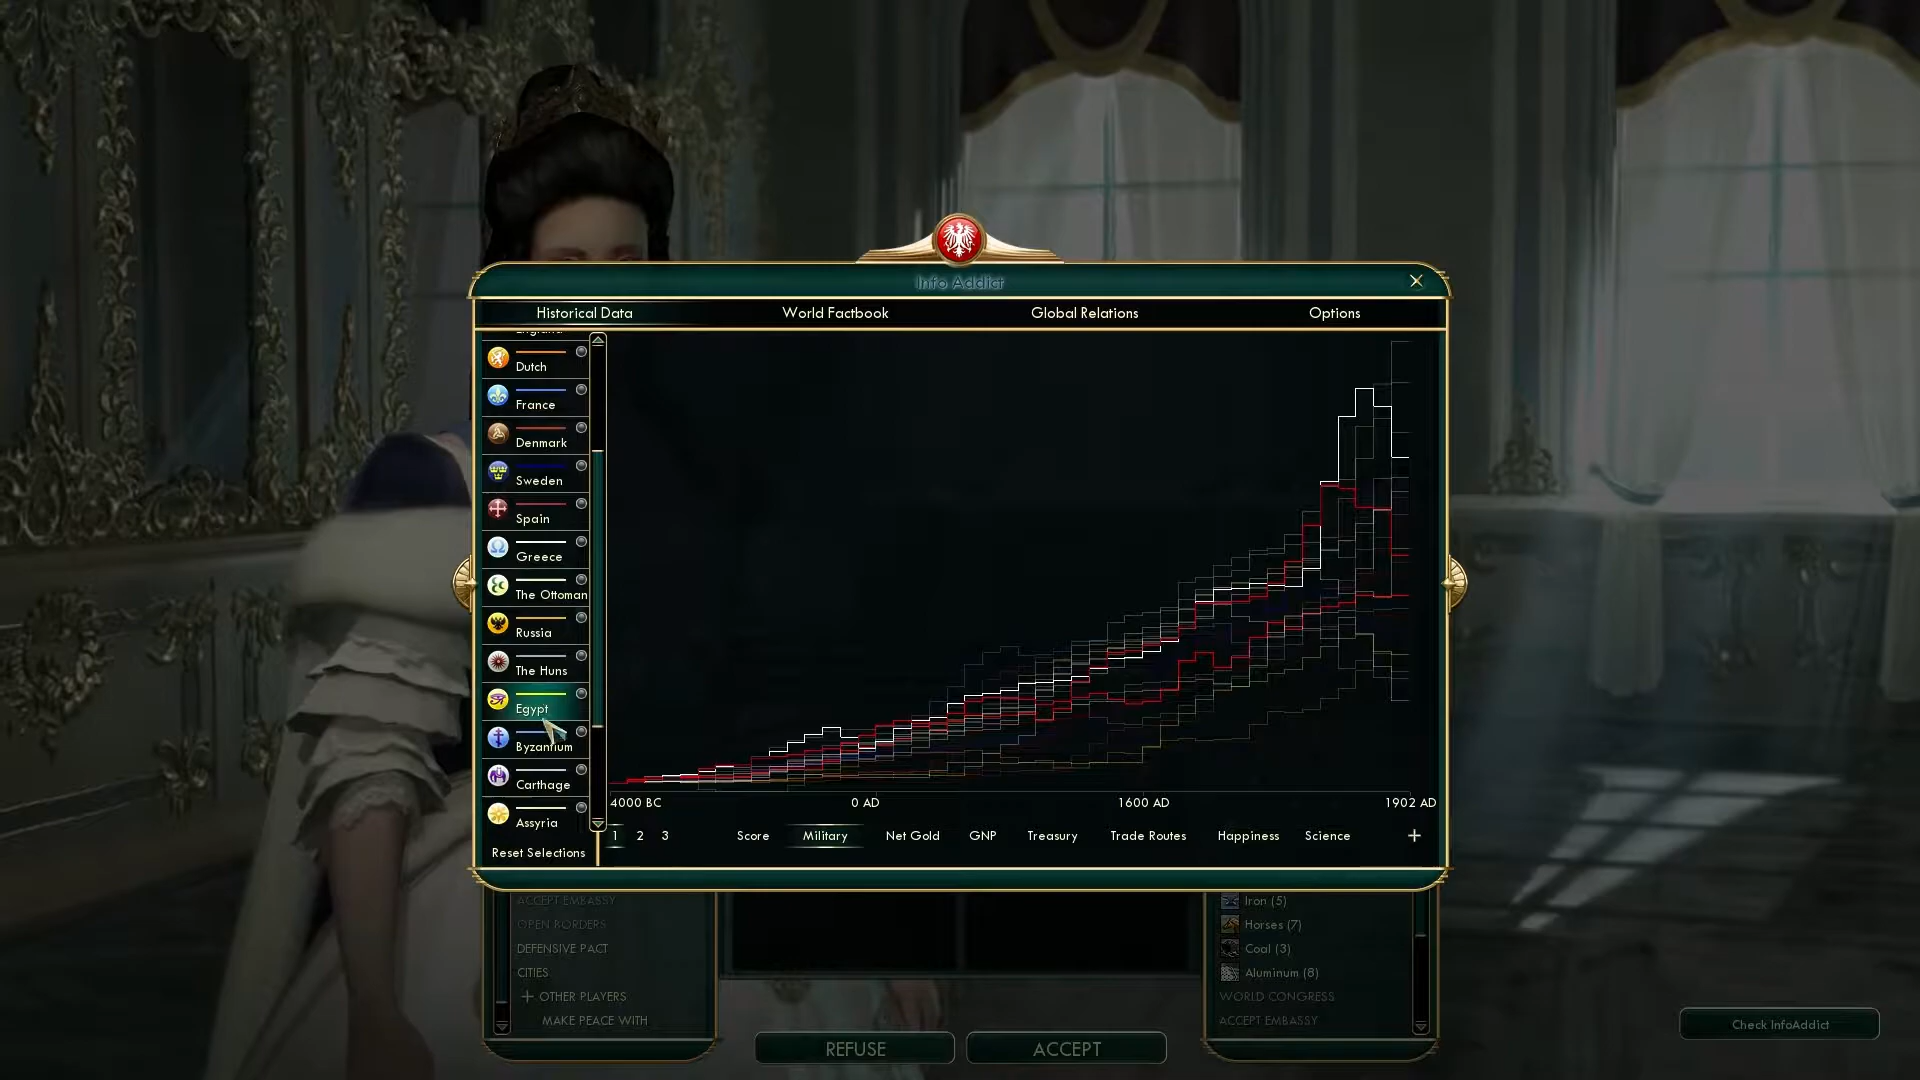 Info Addict
Historical Data World Factbook Global Relations Options
England
Dutch
France
Denmark
Sweden
Spain
Greece
The Ottoman
Russia
The Huns
Egypt
Byzantium
Carthage
Assyria
Reset Selections
4000 BC 0 AD 1600 AD 1902 AD
1 2 3 Score Military Net Gold GNP Treasury Trade Routes Happiness Science +
ACCEPT EMBASSY
OPEN BORDERS
DEFENSIVE PACT
CITIES
+ OTHER PLAYERS
MAKE PEACE WITH
Iron (5)
Horses (7)
Coal (3)
Aluminum (8)
WORLD CONGRESS
ACCEPT EMBASSY
REFUSE ACCEPT
Check InfoAddict